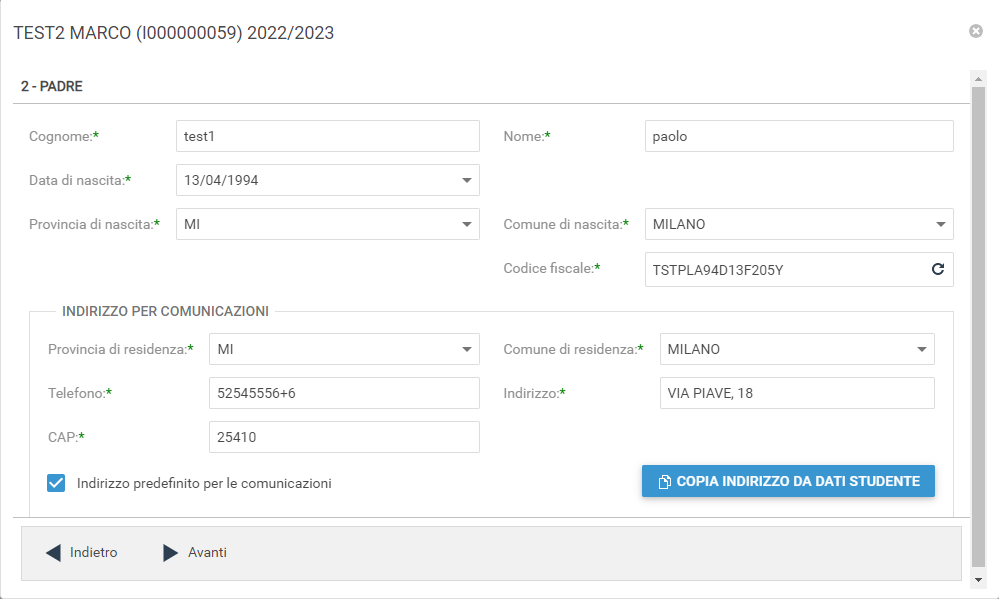 TEST2 MARCO (I000000059) 2022/2023
2 - PADRE
Cognome:* test1 Nome:* paolo
Data di nascita:* 13/04/1994
Provincia di nascita:* MI Comune di nascita:* MILANO
Codice fiscale:* TSTPLA94D13F205Y
INDIRIZZO PER COMUNICAZIONI
Provincia di residenza:* MI Comune di residenza:* MILANO
Telefono:* 52545556+6 Indirizzo:* VIA PIAVE, 18
CAP:* 25410
Indirizzo predefinito per le comunicazioni COPIA INDIRIZZO DA DATI STUDENTE
Indietro Avanti